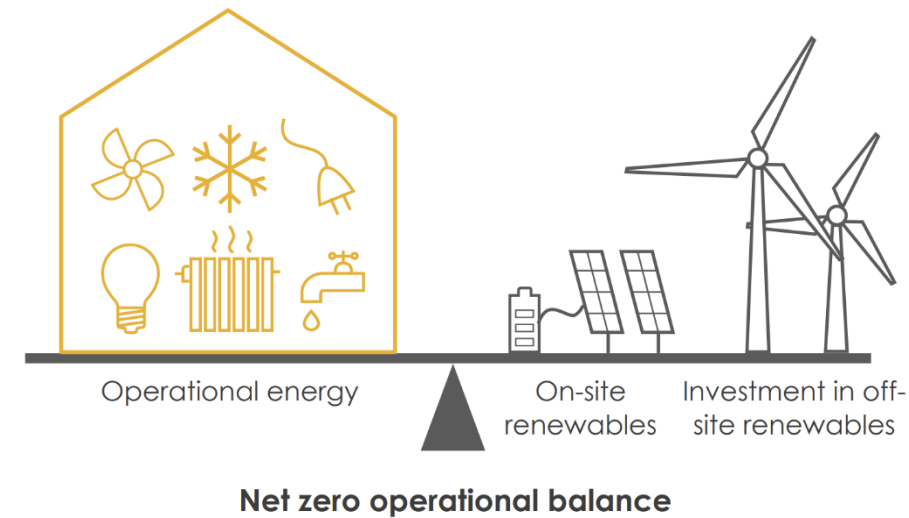 Operational energy
On-site
renewables
Investment in off-
site renewables
Net zero operational balance